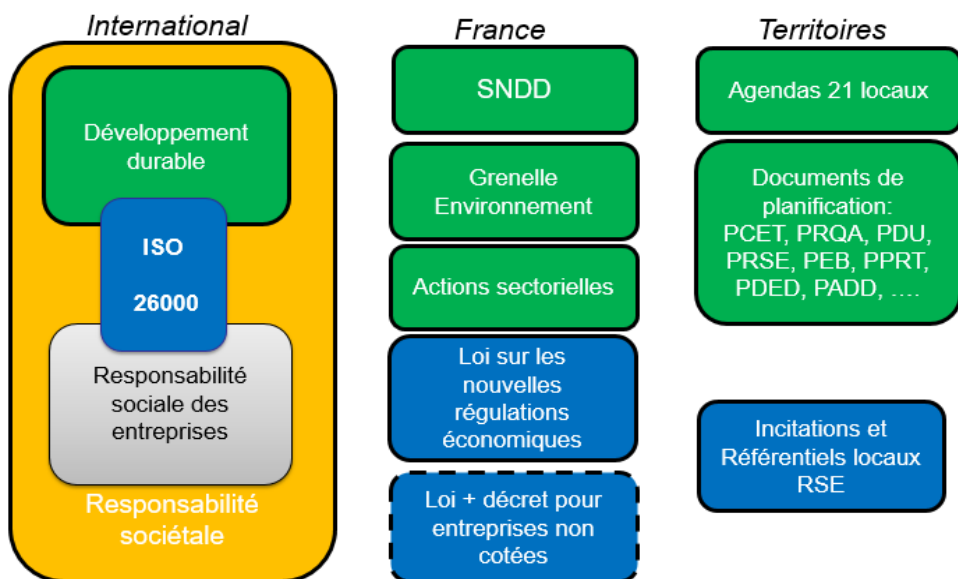 International
Développement
durable
ISO
26000
Responsabilité
sociale des
entreprises
Responsabilité
sociétale
France
SNDD
Grenelle
Environnement
Actions sectorielles
Loi sur les
nouvelles
régulations
économiques
Loi + décret pour
entreprises non
cotées
Territoires
Agendas 21 locaux
Documents de
planification:
PCET, PRQA, PDU,
PRSE, PEB, PPRT,
PDED, PADD, ....
Incitations et
Référentiels locaux
RSE